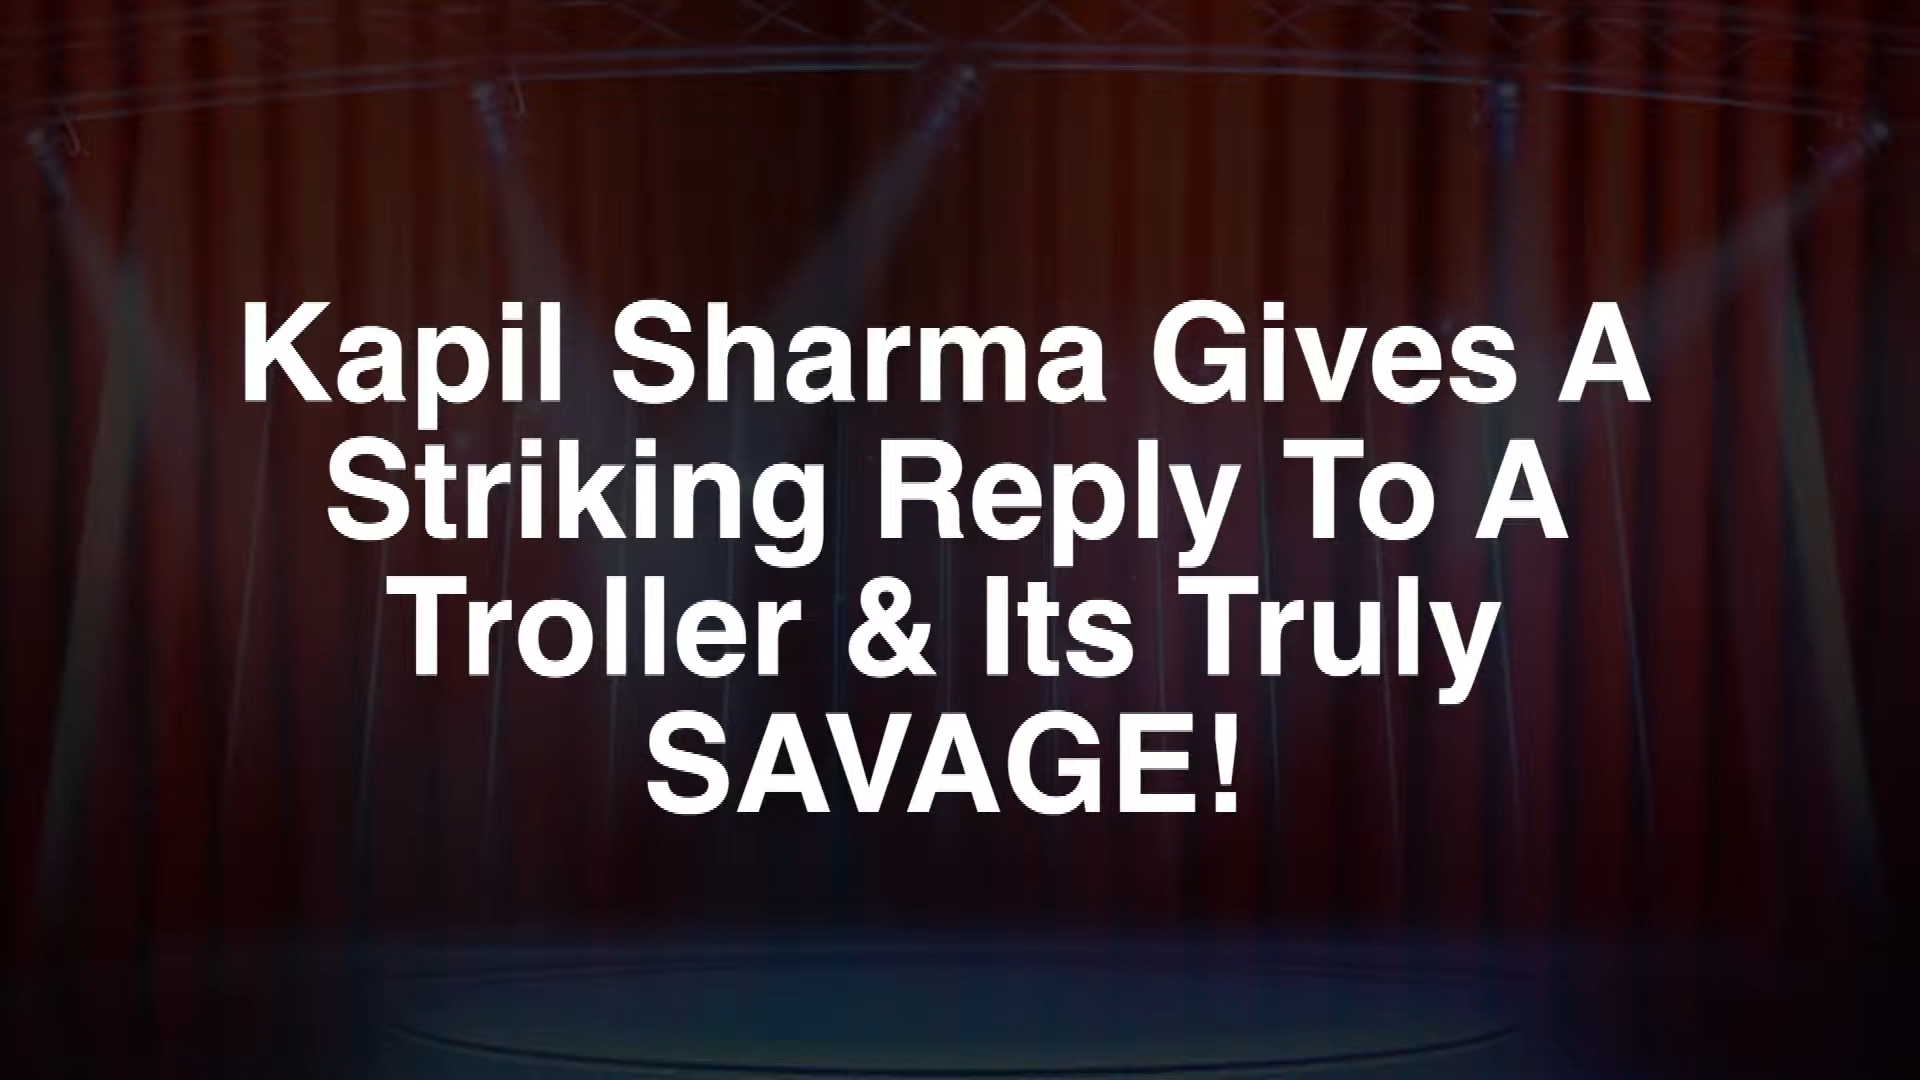 Kapil Sharma Gives A
Striking Reply To A
Troller & Its Truly
SAVAGE!